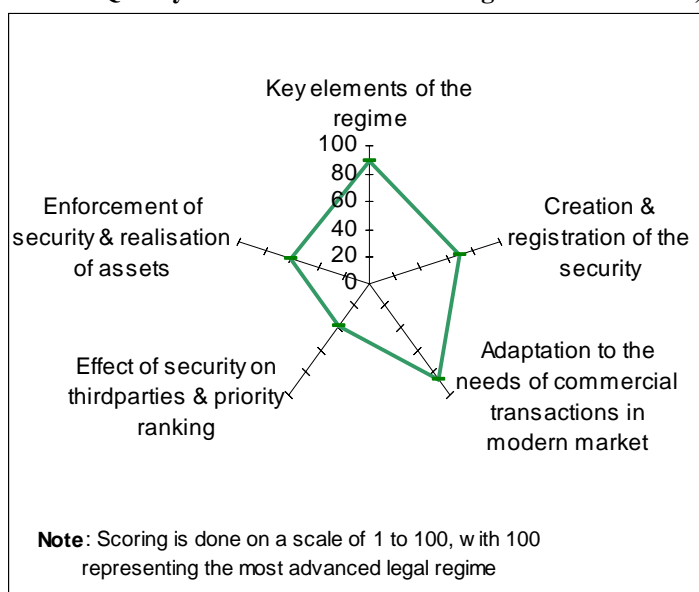 Key elements of the
regime
100
80
60
40
20
0
Enforcement of
security & realisation
of assets
Creation &
registration of the
security
Effect of security on
thirdparties & priority
ranking
Adaptation to the
needs of commercial
transactions in
modern market
Note: Scoring is done on a scale of 1 to 100, with 100
representing the most advanced legal regime